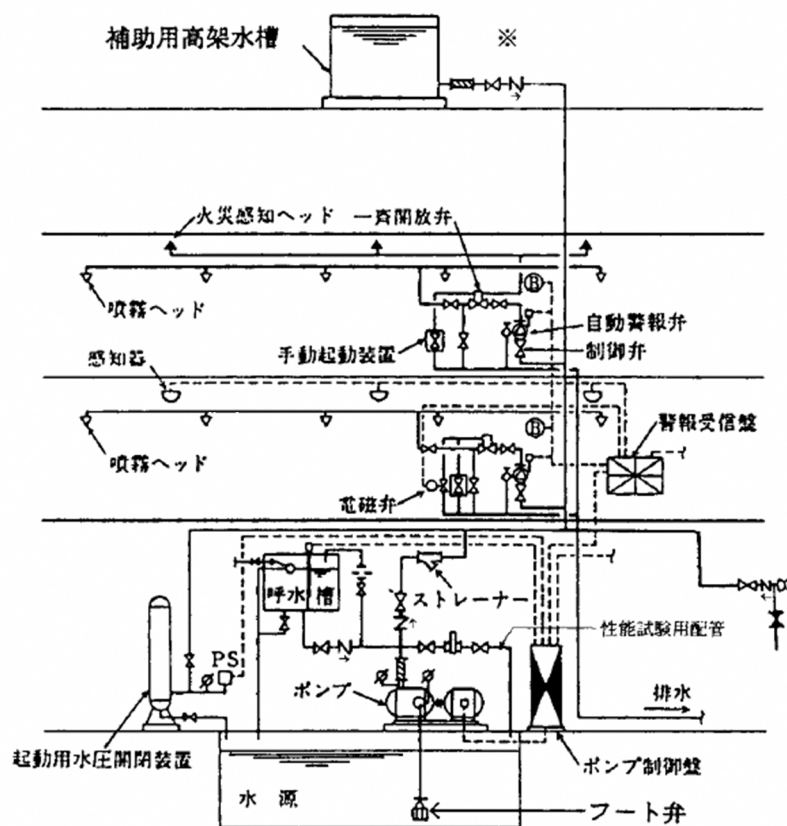 補助用高架水槽
※
火災感知ヘッド
一斉開放弁
B
噴霧ヘッド
自動警報弁
手動起動装置
制御弁
感知器
B
警報受信盤
噴霧ヘッド
電磁弁
呼水槽
ストレーナー
性能試験用配管
PS
ポンプ
排水
起動用水圧開閉装置
ポンプ制御盤
水源
フート弁